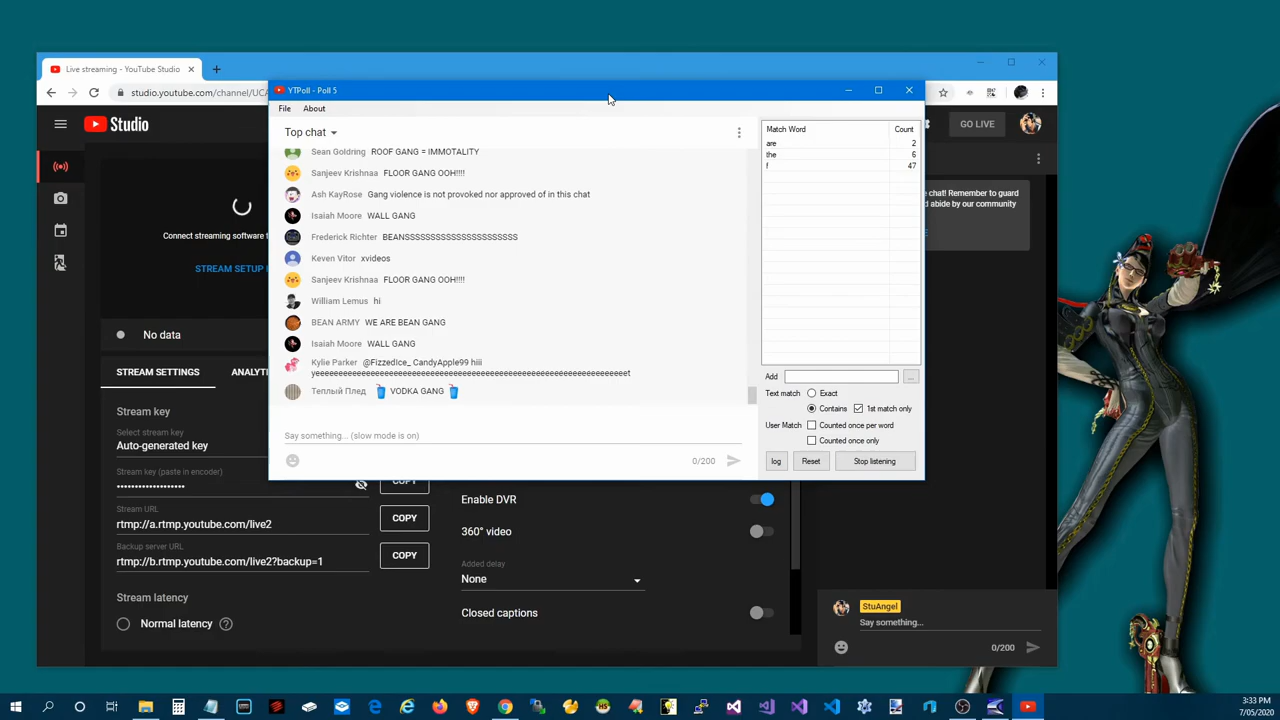 Live streaming - YouTube Studio
studio.youtube.com/channel/UCA
Studio
GO LIVE
Connect streaming software t
STREAM SETUP
No data
STREAM SETTINGS
ANALYTI
Stream key
Select stream key
Auto-generated key
Stream key (paste in encoder)
COPY
Stream URL
rtmp://a.rtmp.youtube.com/live2
COPY
Backup server URL
rtmp://b.rtmp.youtube.com/live2?backup=1
COPY
Stream latency
Normal latency
Enable DVR
360° video
Added delay
None
Closed captions
chat! Remember to guard
d abide by our community
StuAngel
Say something...
0/200
YTPoll - Poll 5
File
About
Top chat
Sean Goldring ROOF GANG = IMMOTALITY
Sanjeev Krishnaa FLOOR GANG OOH!!!!
Ash KayRose Gang violence is not provoked nor approved of in this chat
Isaiah Moore WALL GANG
Frederick Richter BEANSSSSSSSSSSSSSSSSSSSSSS
Keven Vitor xvideos
Sanjeev Krishnaa FLOOR GANG OOH!!!!
William Lemus hi
BEAN ARMY WE ARE BEAN GANG
Isaiah Moore WALL GANG
Kylie Parker @FizzedIce_ CandyApple99 hiii
yeeeeeeeeeeeeeeeeeeeeeeeeeeeeeeeeeeeeeeeeeeeeeeeeeeeeeeeeet
Теплый Плед VODKA GANG
Say something... (slow mode is on)
0/200
Match Word Count
are 2
the 6
f 47
Add
...
Text match Exact
Contains 1st match only
User Match Counted once per word
Counted once only
log Reset Stop listening
3:33 PM
7/05/2020